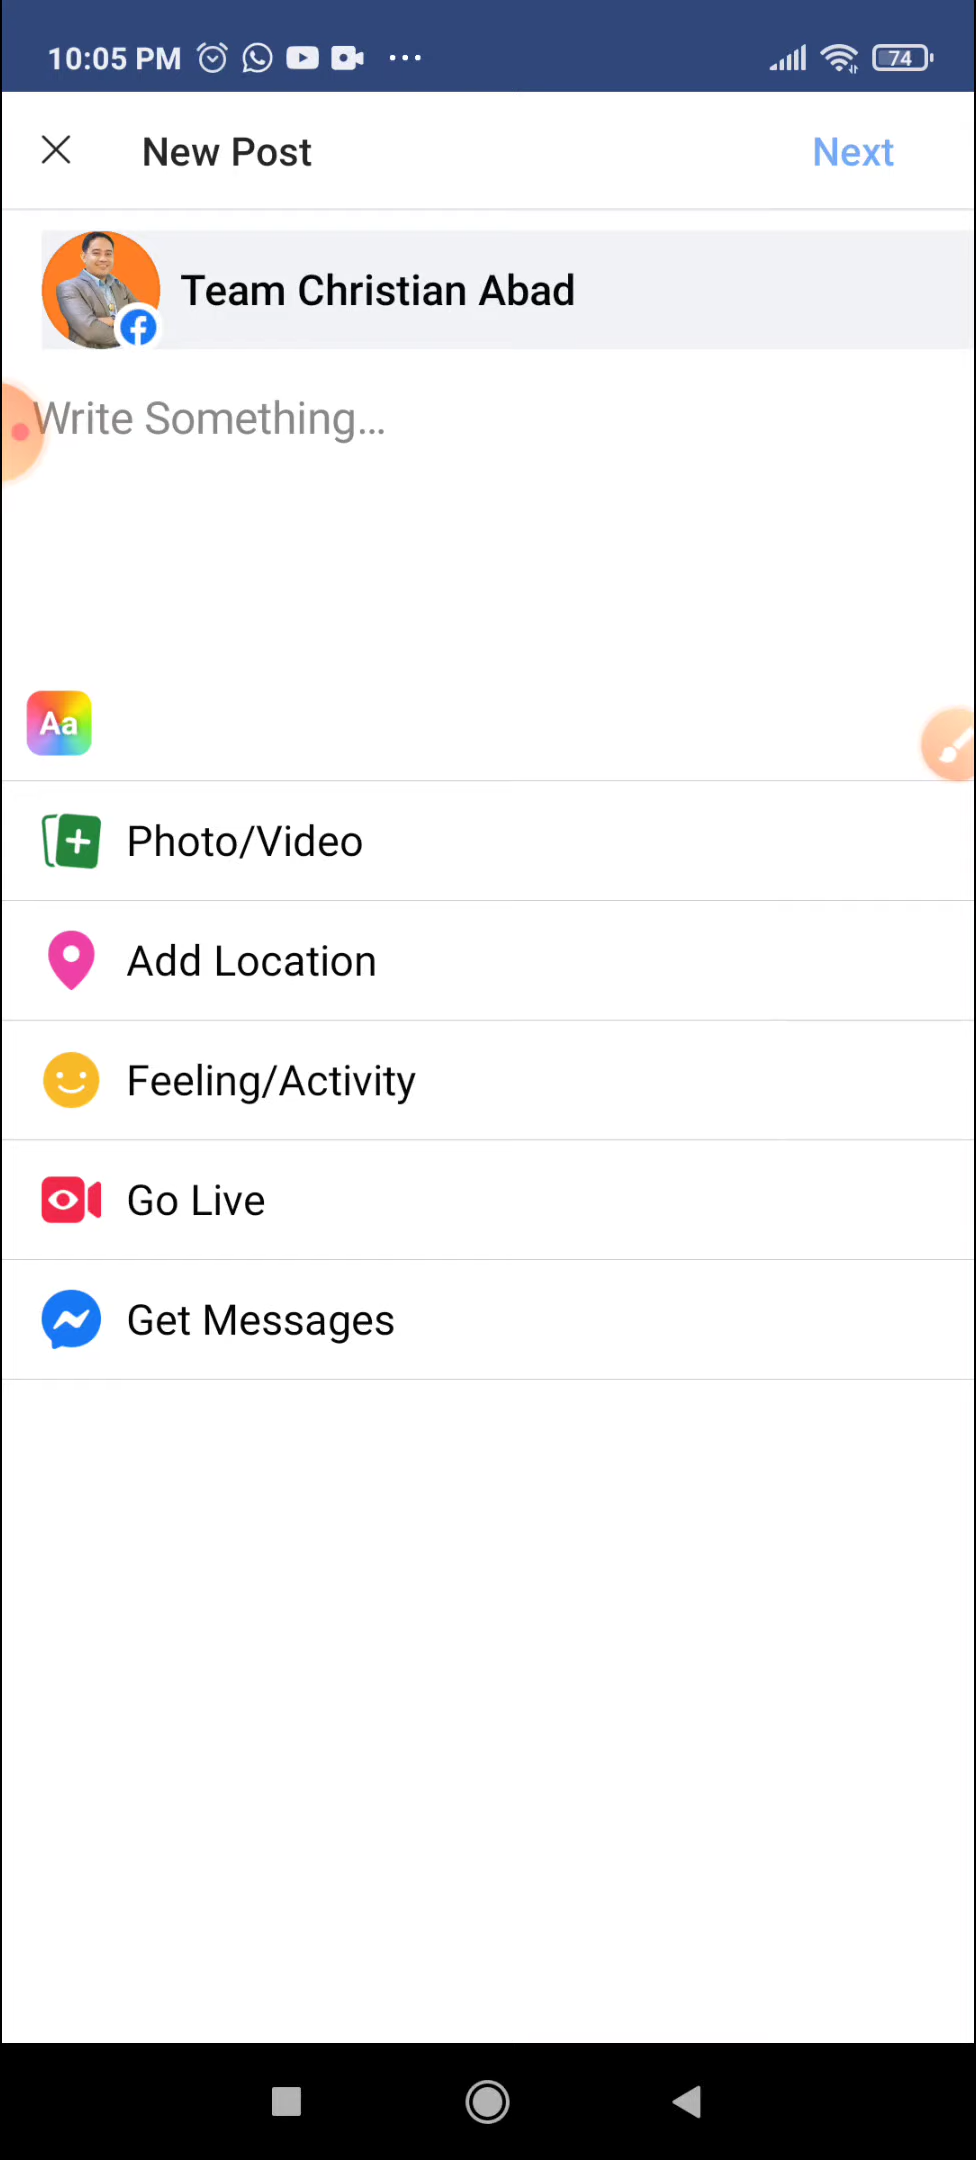 10:05 PM
74
New Post
Next
Team Christian Abad
Write Something...
Aa
Photo/Video
Add Location
Feeling/Activity
Go Live
Get Messages